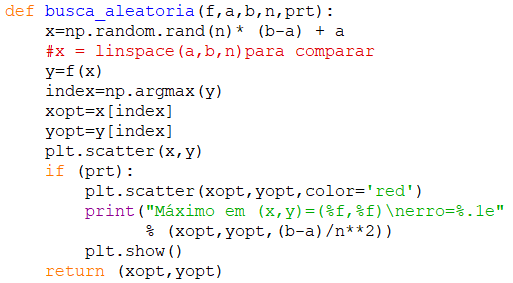 def busca_aleatoria(f,a,b,n,prt):
    x=np.random.rand(n)* (b-a) + a
    #x = linspace(a,b,n)para comparar
    y=f(x)
    index=np.argmax(y)
    xopt=x[index]
    yopt=y[index]
    plt.scatter(x,y)
    if (prt):
        plt.scatter(xopt,yopt,color='red')
        print("Máximo em (x,y)=(%f,%f)\nerro=%.1e"
              % (xopt,yopt,(b-a)/n**2))
        plt.show()
    return (xopt,yopt)